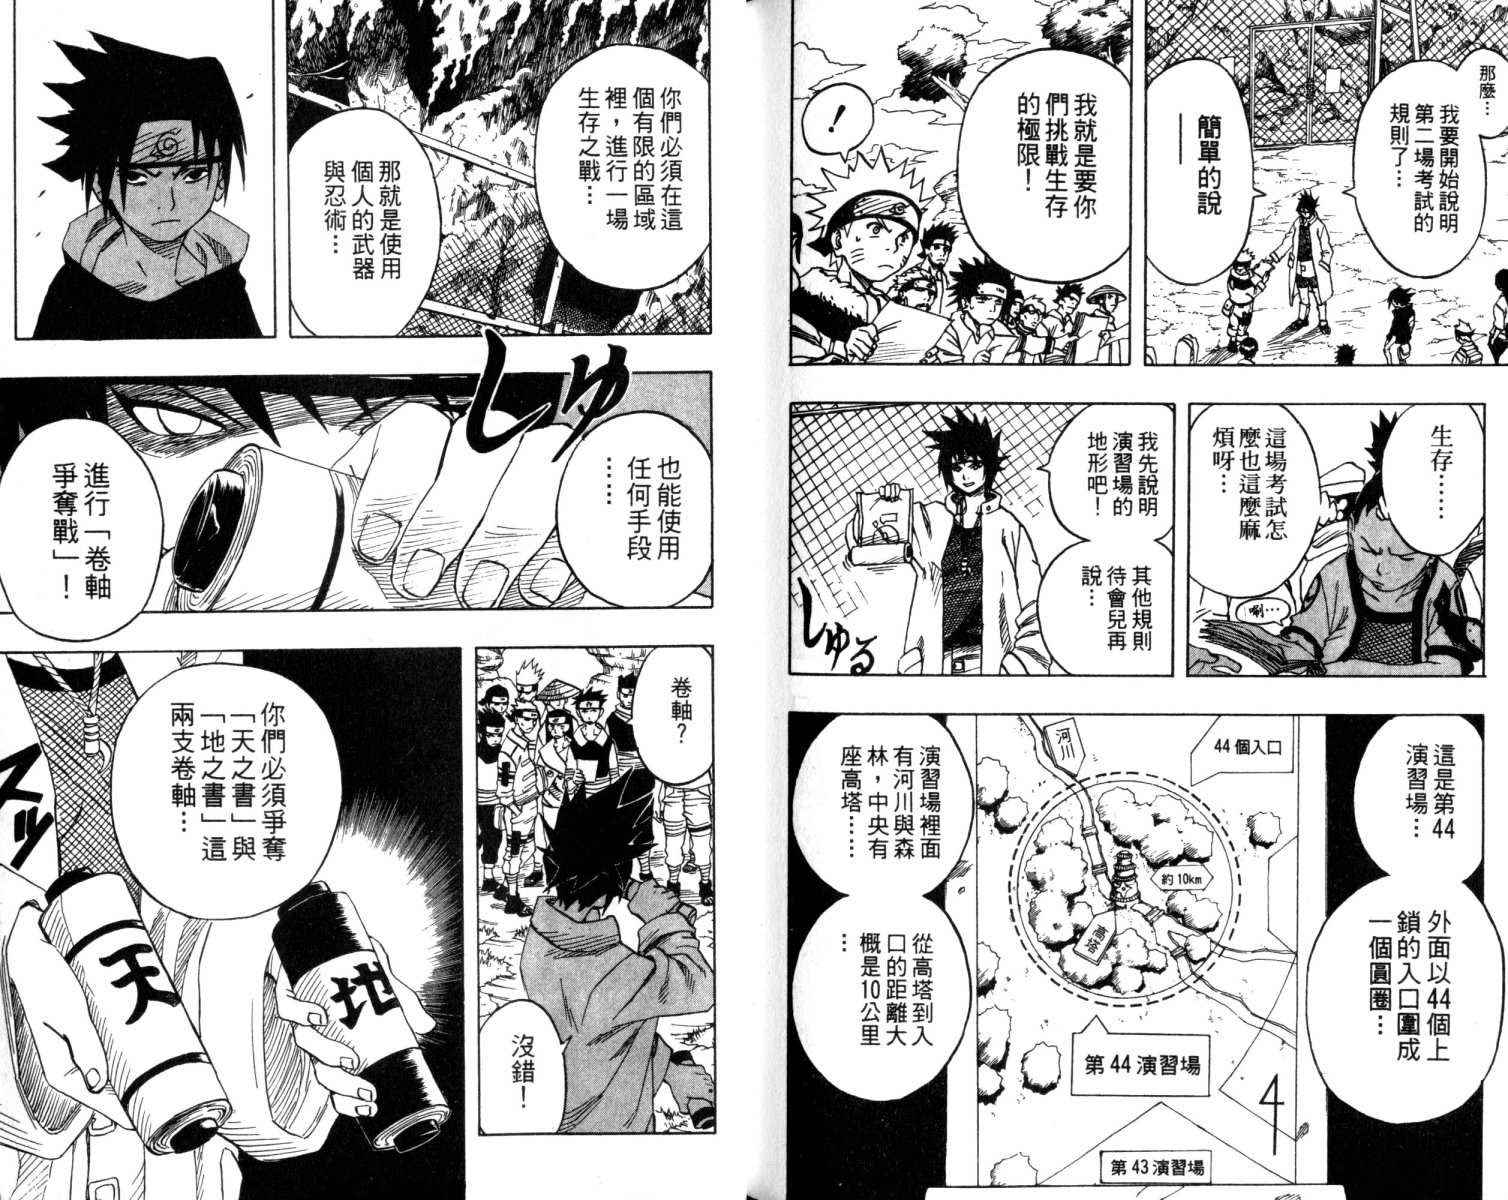 那麼…
我要開始說明
第二場考試的
規則了…
簡單的說
——
我就是要你
們挑戰生存
的極限！
！
生存……
這場考試怎
麼也這麼麻
煩呀…
唰…
我先說明
演習場的
地形吧！
其他規則
待會兒再
說…
しゅる
這是第44
演習場…
外面以44個上
鎖的入口圍成
一個圓圈…
44個入口
河川
約10km
高塔
第44演習場
第43演習場
4
演習場裡面
有河川與森
林，中央有
座高塔……
從高塔到入
口的距離大
概是10公里
…
你們必須在這
個有限的區域
裡，進行一場
生存之戰…
那就是使用
個人的武器
與忍術…
しゅ
也能使用
任何手段
……
進行「卷軸
爭奪戰」！
卷軸？
沒錯！
你們必須爭奪
「天之書」與
「地之書」這
兩支卷軸…
スッ
地
天